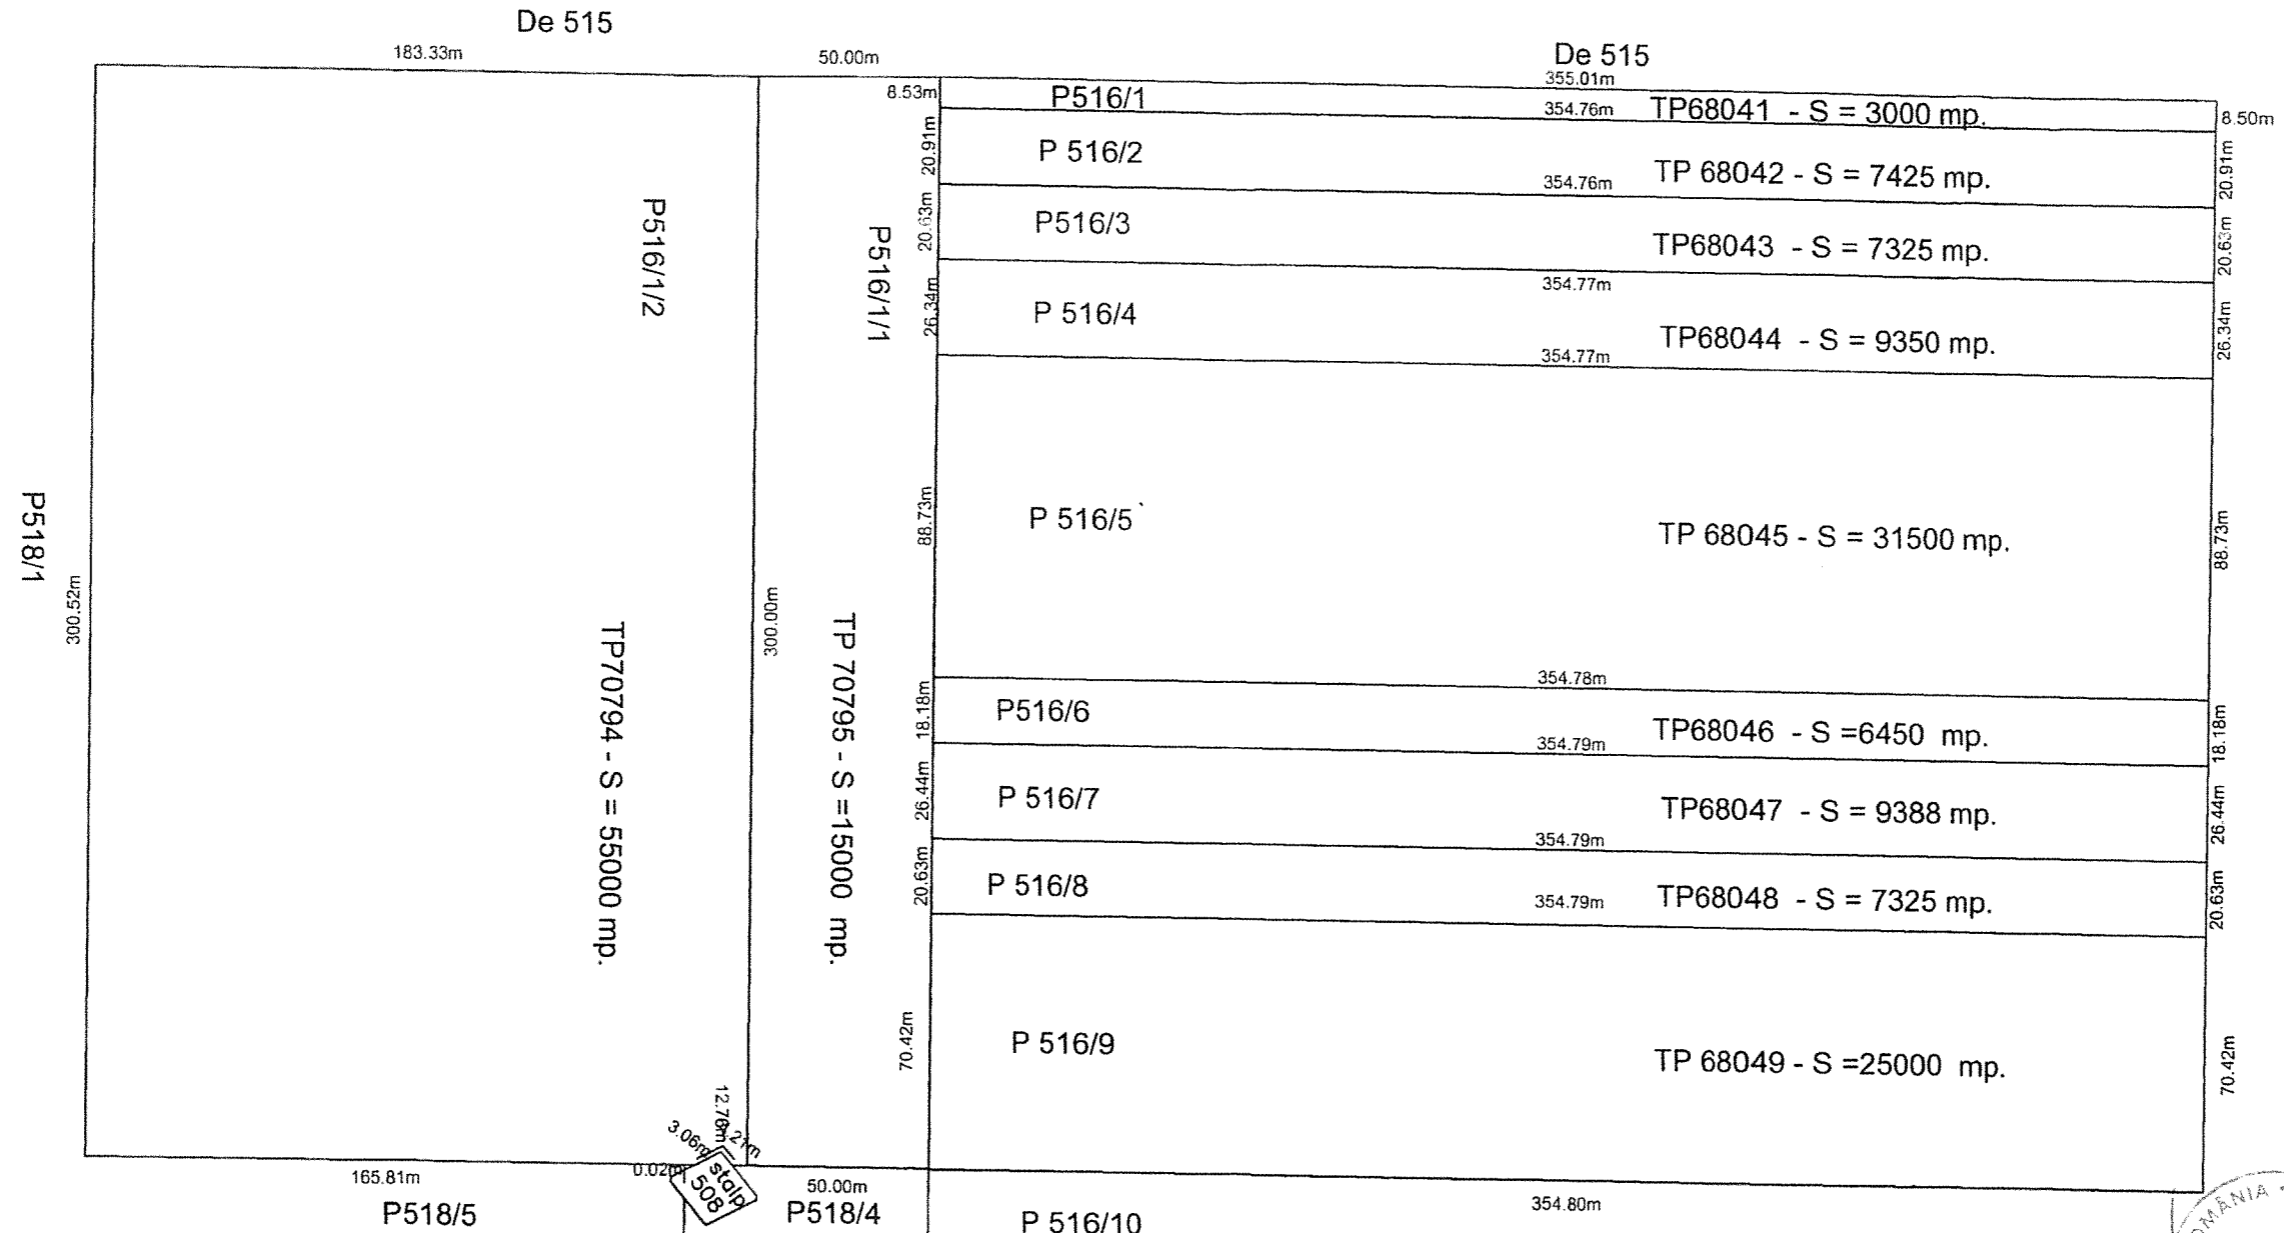 De 515
183.33m
50.00m
De 515
355.01m
8.53m
P516/1
354.76m
TP68041 - S = 3000 mp.
8.50m
20.91m
P 516/2
354.76m
TP 68042 - S = 7425 mp.
20.91m
20.63m
P516/3
TP68043 - S = 7325 mp.
20.63m
354.77m
P516/1/2
P516/1/1
26.34m
P 516/4
354.77m
TP68044 - S = 9350 mp.
26.34m
P518/1
300.52m
300.00m
88.73m
P 516/5
TP 68045 - S = 31500 mp.
88.73m
354.78m
TP70794 - S = 55000 mp.
TP 70795 - S =15000 mp.
18.18m
P516/6
354.79m
TP68046 - S =6450 mp.
18.18m
26.44m
P 516/7
354.79m
TP68047 - S = 9388 mp.
26.44m
20.63m
P 516/8
354.79m
TP68048 - S = 7325 mp.
20.63m
70.42m
P 516/9
TP 68049 - S =25000 mp.
70.42m
12.76m
3.06m
165.81m
0.02m
stalp
508
50.00m
354.80m
P518/5
P518/4
P 516/10